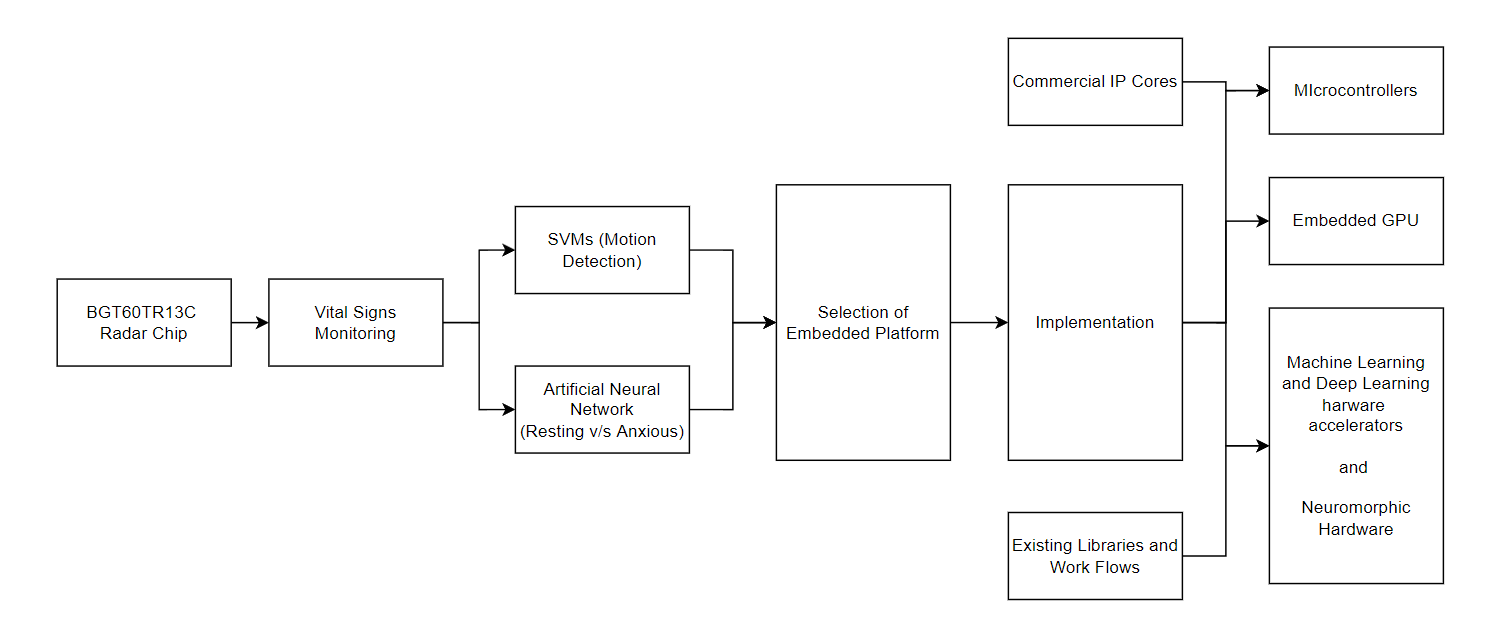 BGT60TR13C
Radar Chip
Vital Signs
Monitoring
SVMs (Motion
Detection)
Artificial Neural
Network
(Resting v/s Anxious)
Selection of
Embedded Platform
Commercial IP Cores
Implementation
Existing Libraries and
Work Flows
MIcrocontrollers
Embedded GPU
Machine Learning
and Deep Learning
harware
accelerators
and
Neuromorphic
Hardware